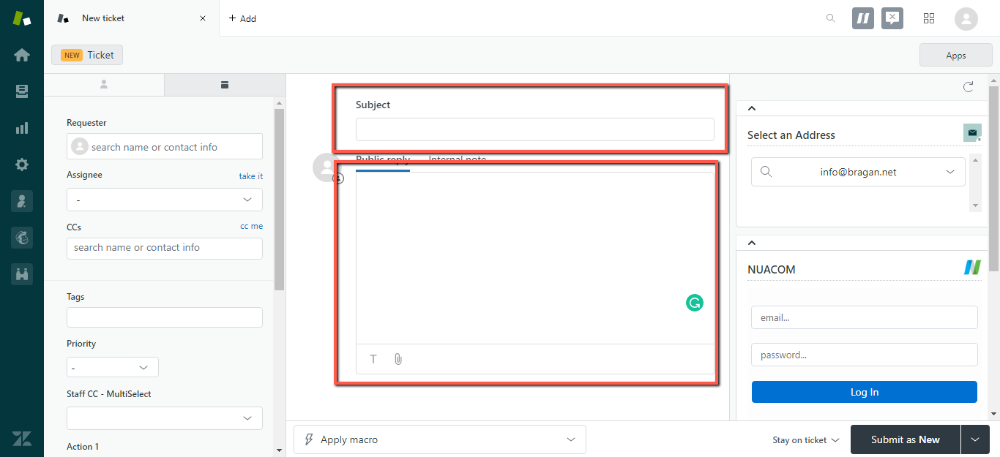 New ticket
+ Add
NEW Ticket
Apps
Requester
search name or contact info
Assignee
take it
-
CCs
cc me
search name or contact info
Tags
Priority
-
Staff CC - MultiSelect
Action 1
Subject
Public reply
Internal note
T
Apply macro
Stay on ticket
Submit as New
Select an Address
info@bragan.net
NUACOM
email...
password...
Log In